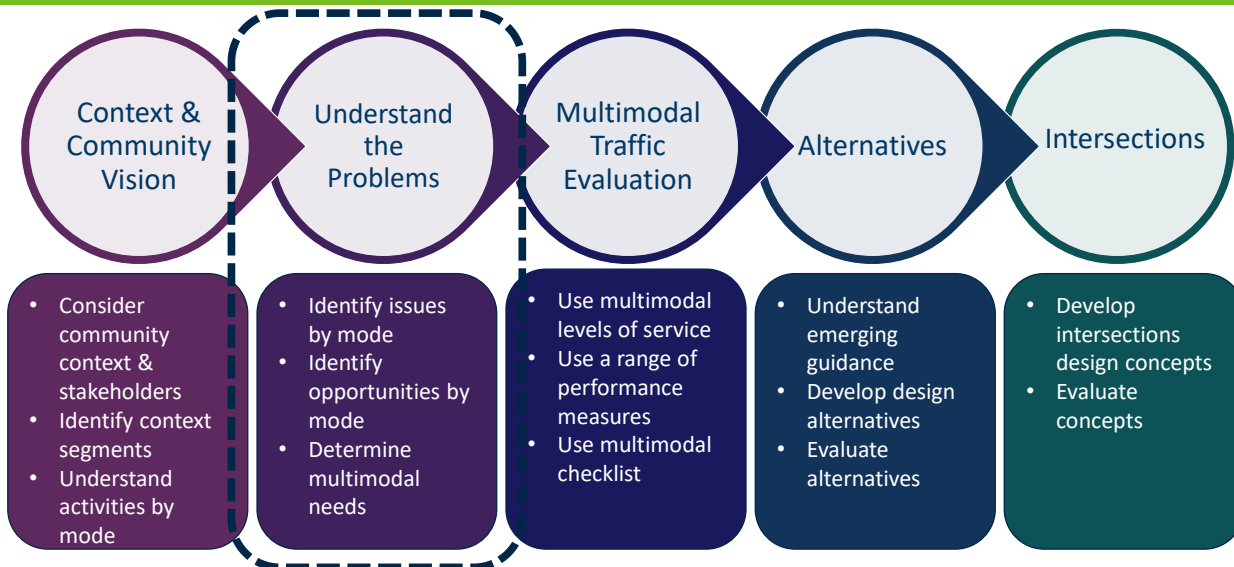 Context &
Community
Vision
Understand
the
Problems
Multimodal
Traffic
Evaluation
Alternatives
Intersections
• Consider
community
context &
stakeholders
• Identify context
segments
• Understand
activities by
mode
• Identify issues
by mode
• Identify
opportunities by
mode
• Determine
multimodal
needs
• Use multimodal
levels of service
• Use a range of
performance
measures
• Use multimodal
checklist
• Understand
emerging
guidance
• Develop design
alternatives
• Evaluate
alternatives
• Develop
intersections
design concepts
• Evaluate
concepts